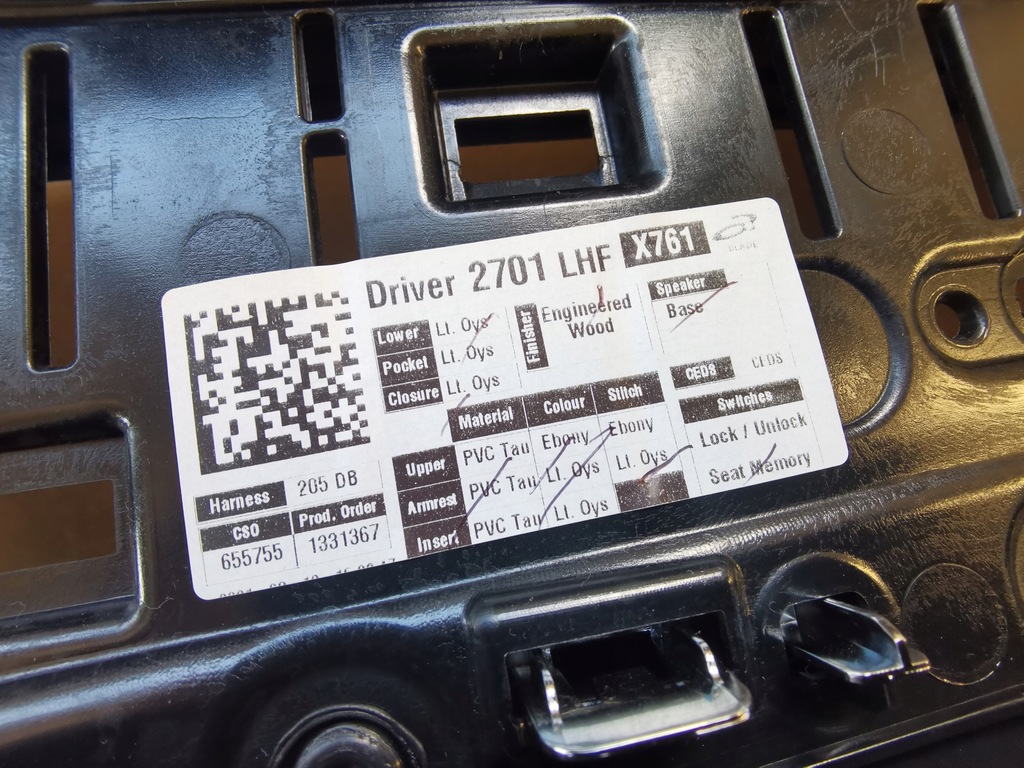 Driver 2701 LHF X761
BLADE
Lower Lt. Oys
Pocket Lt. Oys
Closure Lt. Oys
Finisher Engineered
Wood
Speaker
Base
CEDS CEDS
Switches
Lock / Unlock
Seat Memory
Material Colour Stitch
Upper PVC Tau Ebony Ebony
Armrest PVC Tau Lt. Oys Lt. Oys
Insert PVC Tau Lt. Oys
Harness 205 DB
CSO Prod. Order
655755 1331367